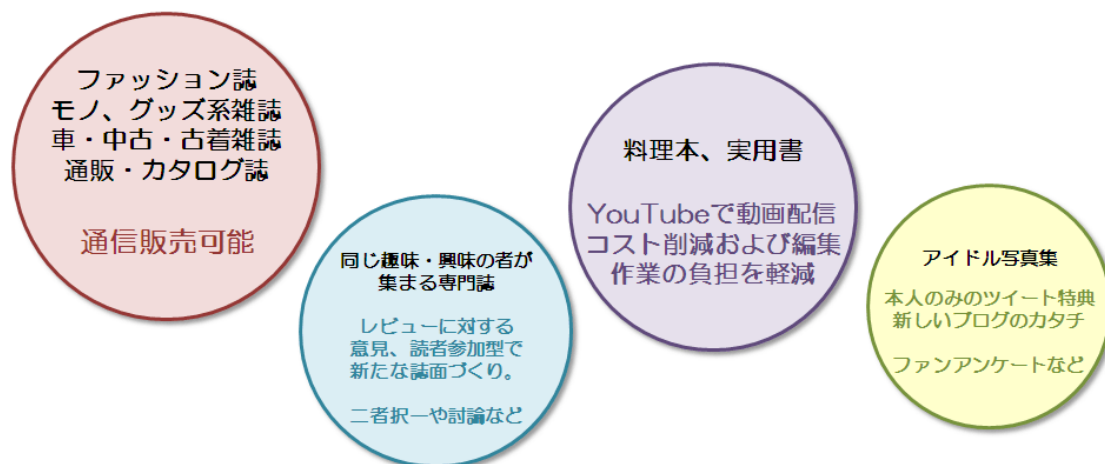 ファッション誌
モノ、グッズ系雑誌
車・中古・古着雑誌
通販・カタログ誌
通信販売可能
同じ趣味・興味の者が
集まる専門誌
レビューに対する
意見、読者参加型で
新たな誌面づくり。
二者択一や討論など
料理本、実用書
YouTubeで動画配信
コスト削減および編集
作業の負担を軽減
アイドル写真集
本人のみのツイート特典
新しいブログのカタチ
ファンアンケートなど